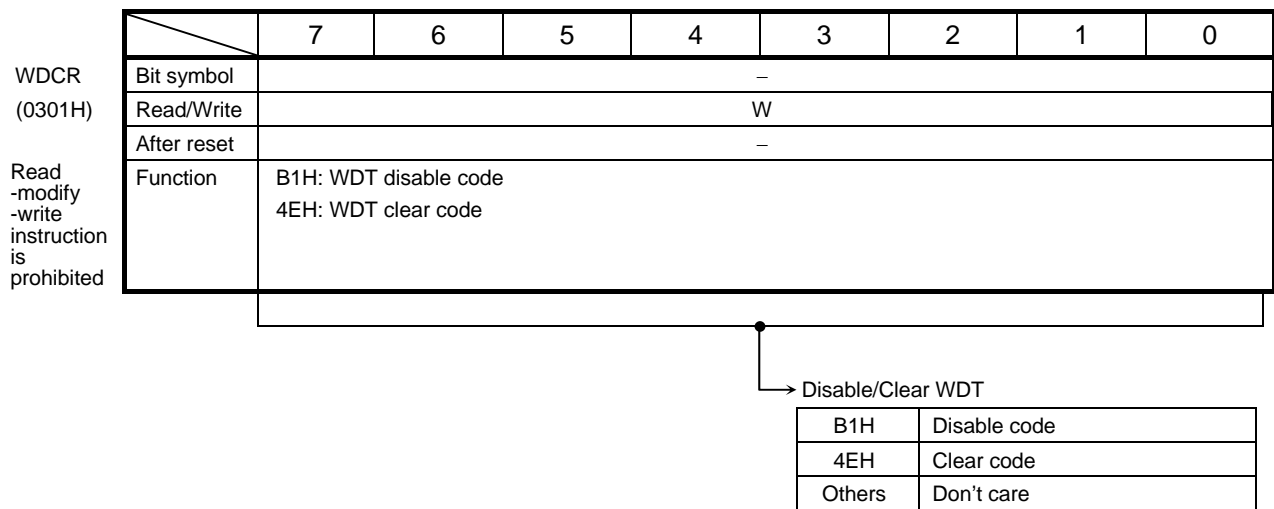 7 6 5 4 3 2 1 0
WDCR
(0301H)
Bit symbol –
Read/Write W
After reset –
Read
-modify
-write
instruction
is
prohibited
Function
B1H: WDT disable code
4EH: WDT clear code
Disable/Clear WDT
B1H Disable code
4EH Clear code
Others Don't care